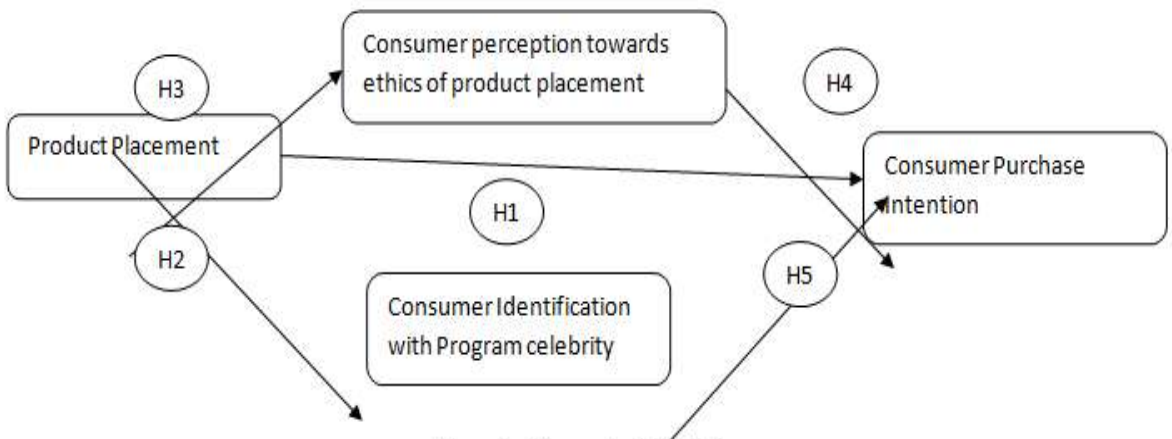 Consumer perception towards
ethics of product placement
H3
H4
Product Placement
Consumer Purchase
Intention
H1
H2
H5
Consumer Identification
with Program celebrity